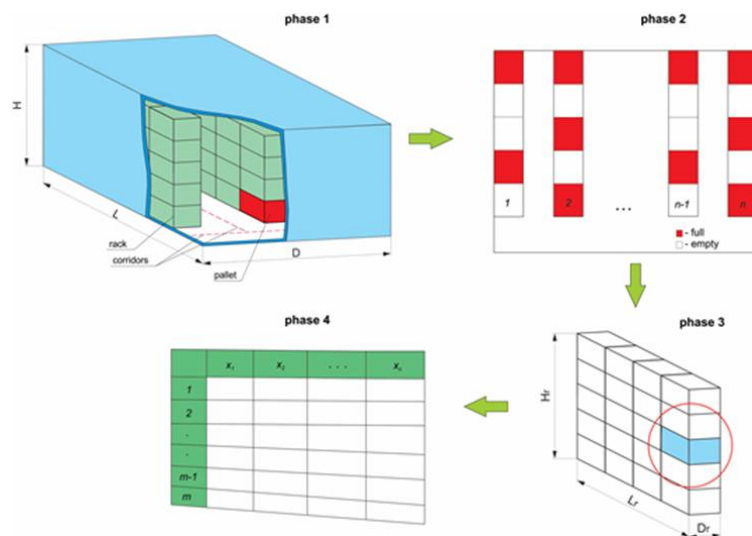 phase 1
H
L
D
rack
corridors
pallet
phase 2
1
2
...
n-1
n
- full
- empty
phase 3
Hr
Lr
Dr
phase 4
x₁ x₂ . . .
1
2
.
.
m-1
m